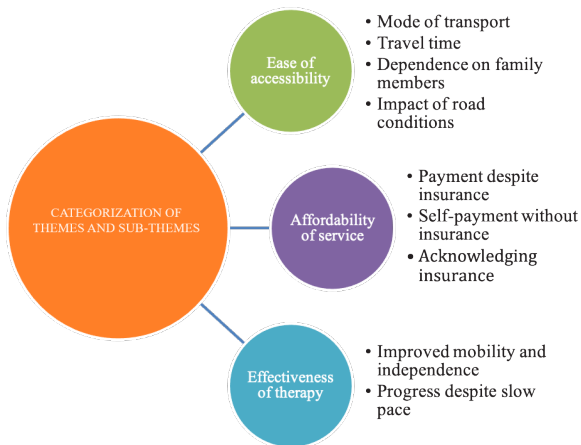 CATEGORIZATION OF
THEMES AND SUB-THEMES
Ease of
accessibility
• Mode of transport
• Travel time
• Dependence on family
members
• Impact of road
conditions
Affordability
of service
• Payment despite
insurance
• Self-payment without
insurance
• Acknowledging
insurance
Effectiveness
of therapy
• Improved mobility and
independence
• Progress despite slow
pace